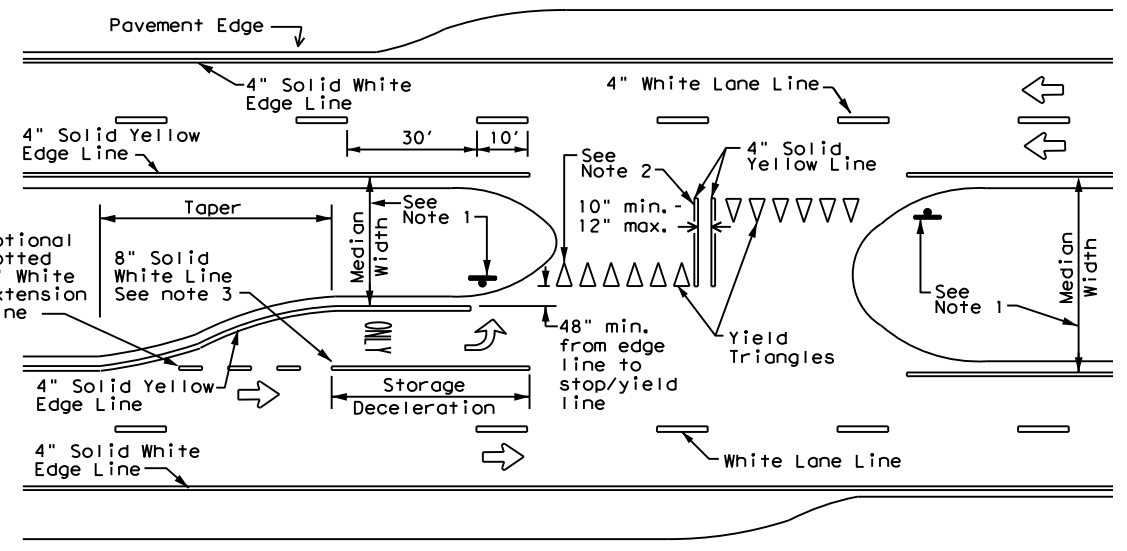 Pavement Edge
4" Solid White
Edge Line
4" White Lane Line
4" Solid Yellow
Edge Line
30'
10'
See
Note 2
4" Solid
Yellow Line
Taper
See
Note 1
Median
Width
10" min.
12" max.
8" Solid
White Line
See note 3
White
ONLY
48" min.
from edge
line to
stop/yield
line
Yield
Triangles
See
Note 1
Median
Width
4" Solid Yellow
Edge Line
Storage
Deceleration
4" Solid White
Edge Line
White Lane Line